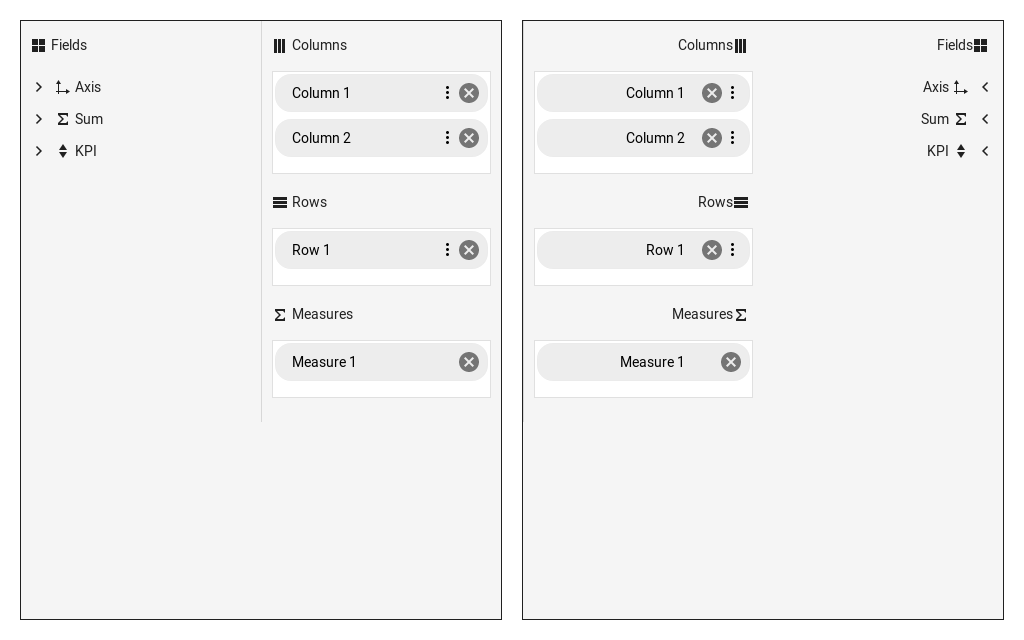 Fields
Axis
Sum
KPI
Columns
Column 1
Column 2
Rows
Row 1
Measures
Measure 1
Columns
Column 1
Column 2
Rows
Row 1
Measures
Measure 1
Fields
Axis
Sum
KPI